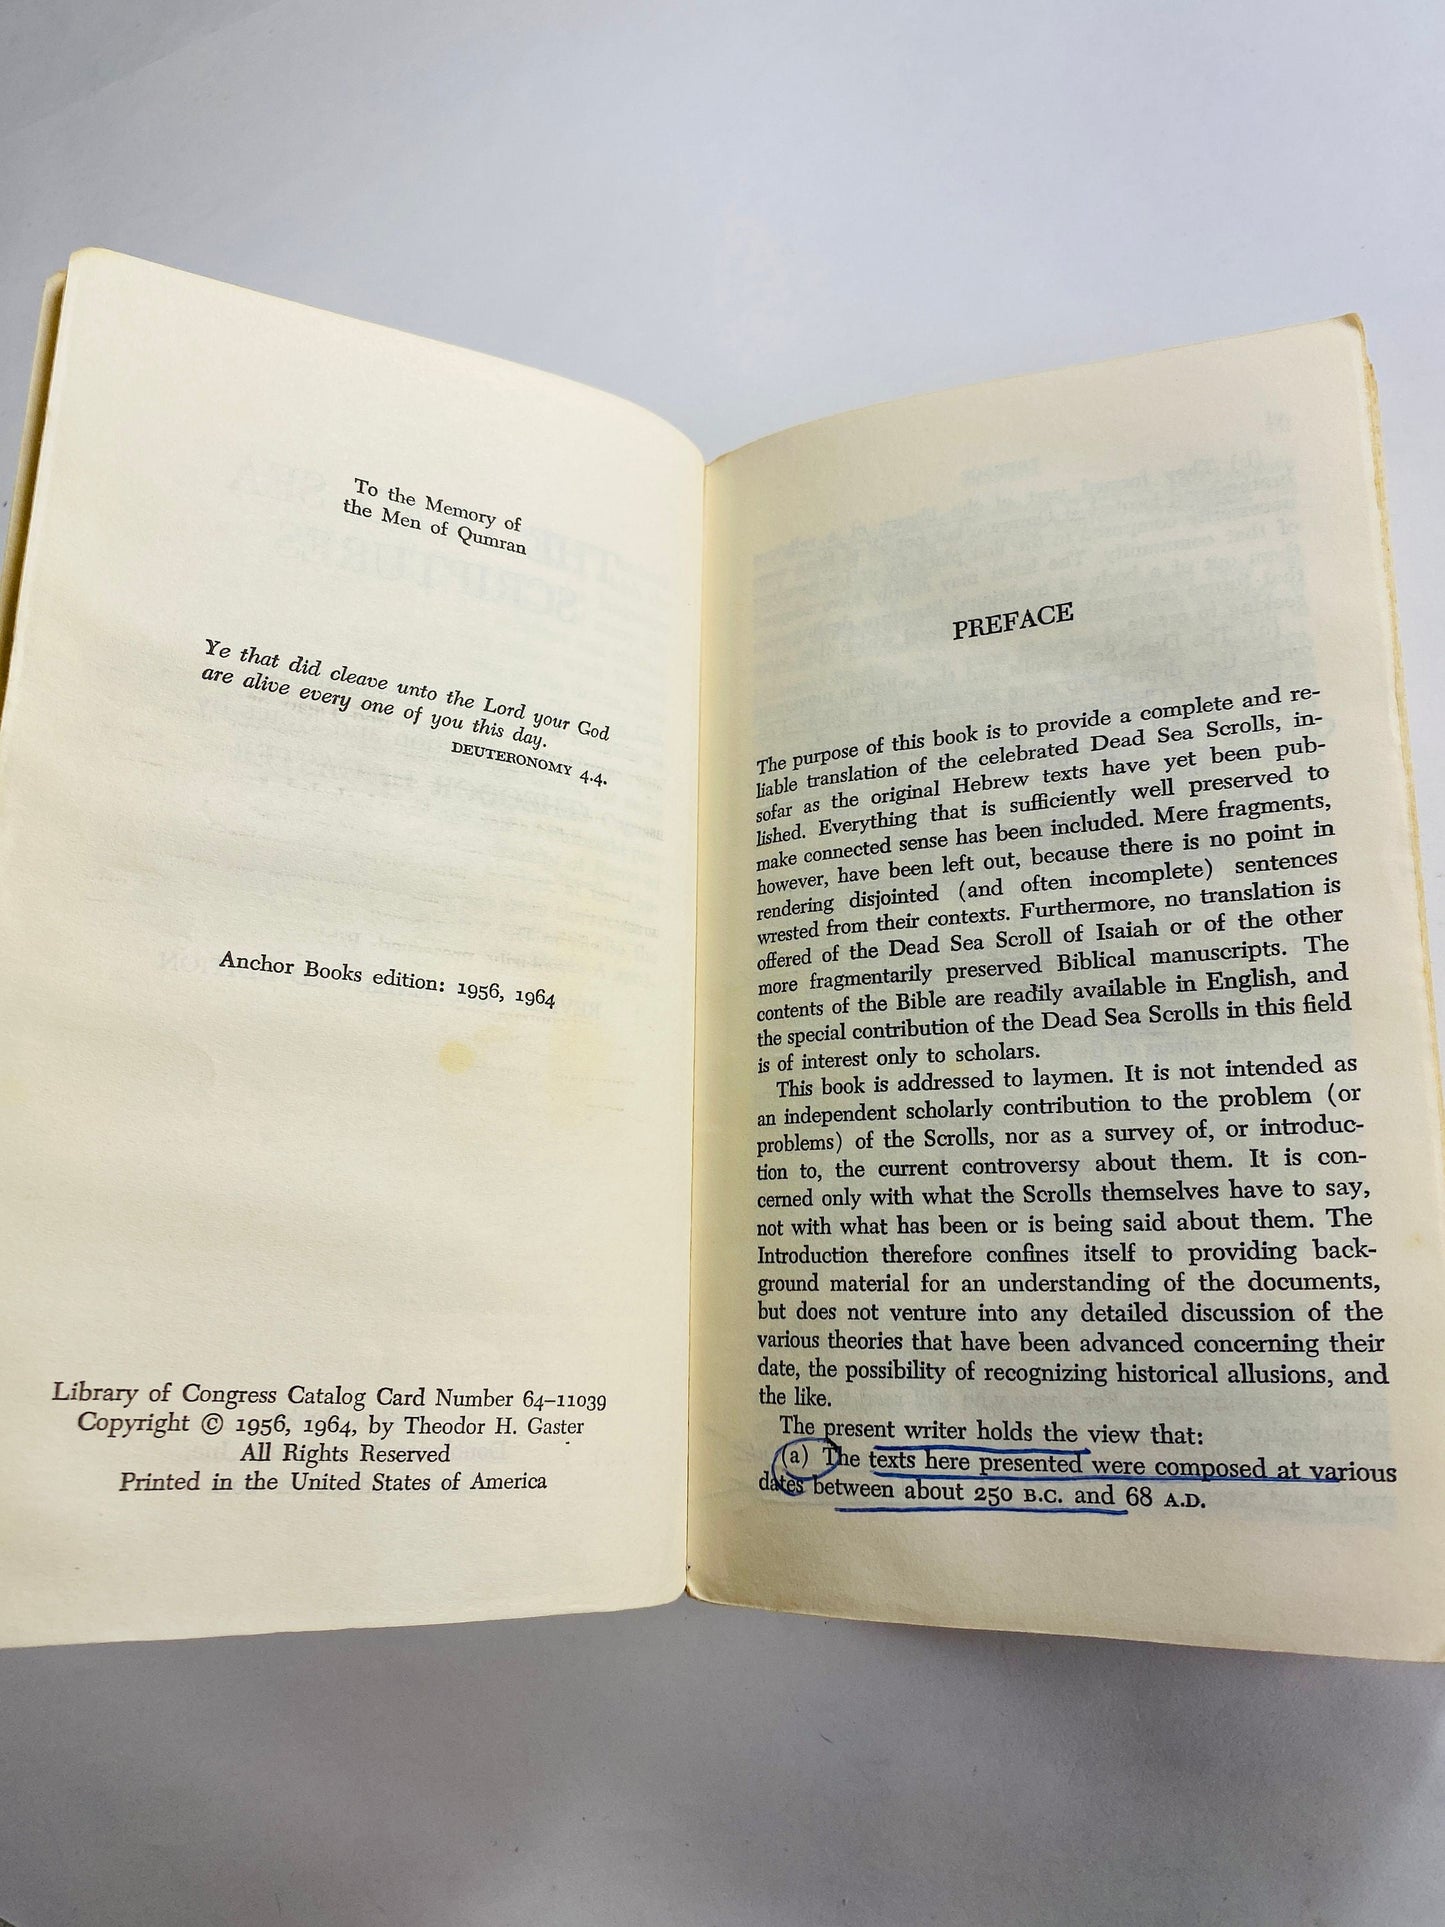 To the Memory of
the Men of Qumran
Ye that did cleave unto the Lord your God
are alive every one of you this day.
DEUTERONOMY 4.4.
Anchor Books edition: 1956, 1964
Library of Congress Catalog Card Number 64–11039
Copyright © 1956, 1964, by Theodor H. Gaster
All Rights Reserved
Printed in the United States of America
PREFACE
The purpose of this book is to provide a complete and re-
liable translation of the celebrated Dead Sea Scrolls, in-
sofar as the original Hebrew texts have yet been pub-
lished. Everything that is sufficiently well preserved to
make connected sense has been included. Mere fragments,
however, have been left out, because there is no point in
rendering disjointed (and often incomplete) sentences
wrested from their contexts. Furthermore, no translation is
offered of the Dead Sea Scroll of Isaiah or of the other
more fragmentarily preserved Biblical manuscripts. The
contents of the Bible are readily available in English, and
the special contribution of the Dead Sea Scrolls in this field
is of interest only to scholars.
This book is addressed to laymen. It is not intended as
an independent scholarly contribution to the problem (or
problems) of the Scrolls, nor as a survey of, or introduc-
tion to, the current controversy about them. It is con-
cerned only with what the Scrolls themselves have to say,
not with what has been or is being said about them. The
Introduction therefore confines itself to providing back-
ground material for an understanding of the documents,
but does not venture into any detailed discussion of the
various theories that have been advanced concerning their
date, the possibility of recognizing historical allusions, and
the like.
The present writer holds the view that:
(a) The texts here presented were composed at various
dates between about 250 B.C. and 68 A.D.